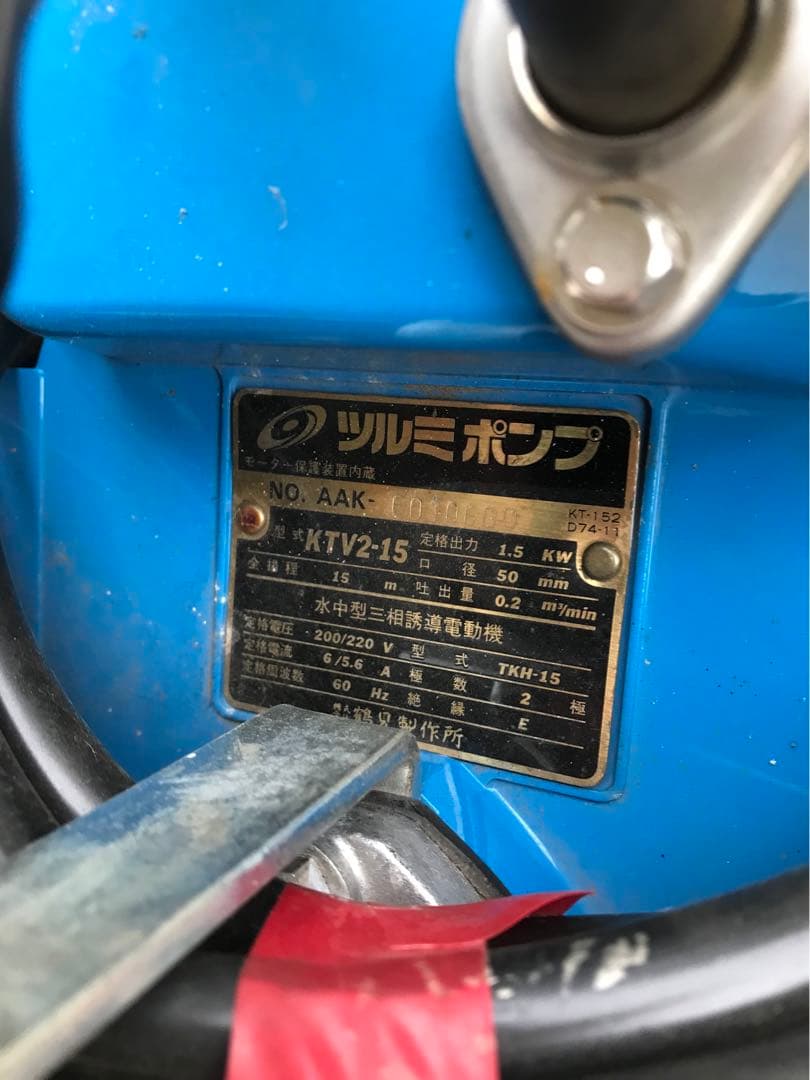 ツルミポンプ
モーター保護装置内蔵
NO. AAK-
KT-152
D74-11
型式 KTV2-15 定格出力 1.5 KW
口径 50 mm
全揚程 15 m 吐出量 0.2 m³/min
水中型三相誘導電動機
定格電圧 200/220 V 型式 TKH-15
定格電流 6/5.6 A 極数 2 極
定格周波数 60 Hz 絶縁 E
鶴見製作所